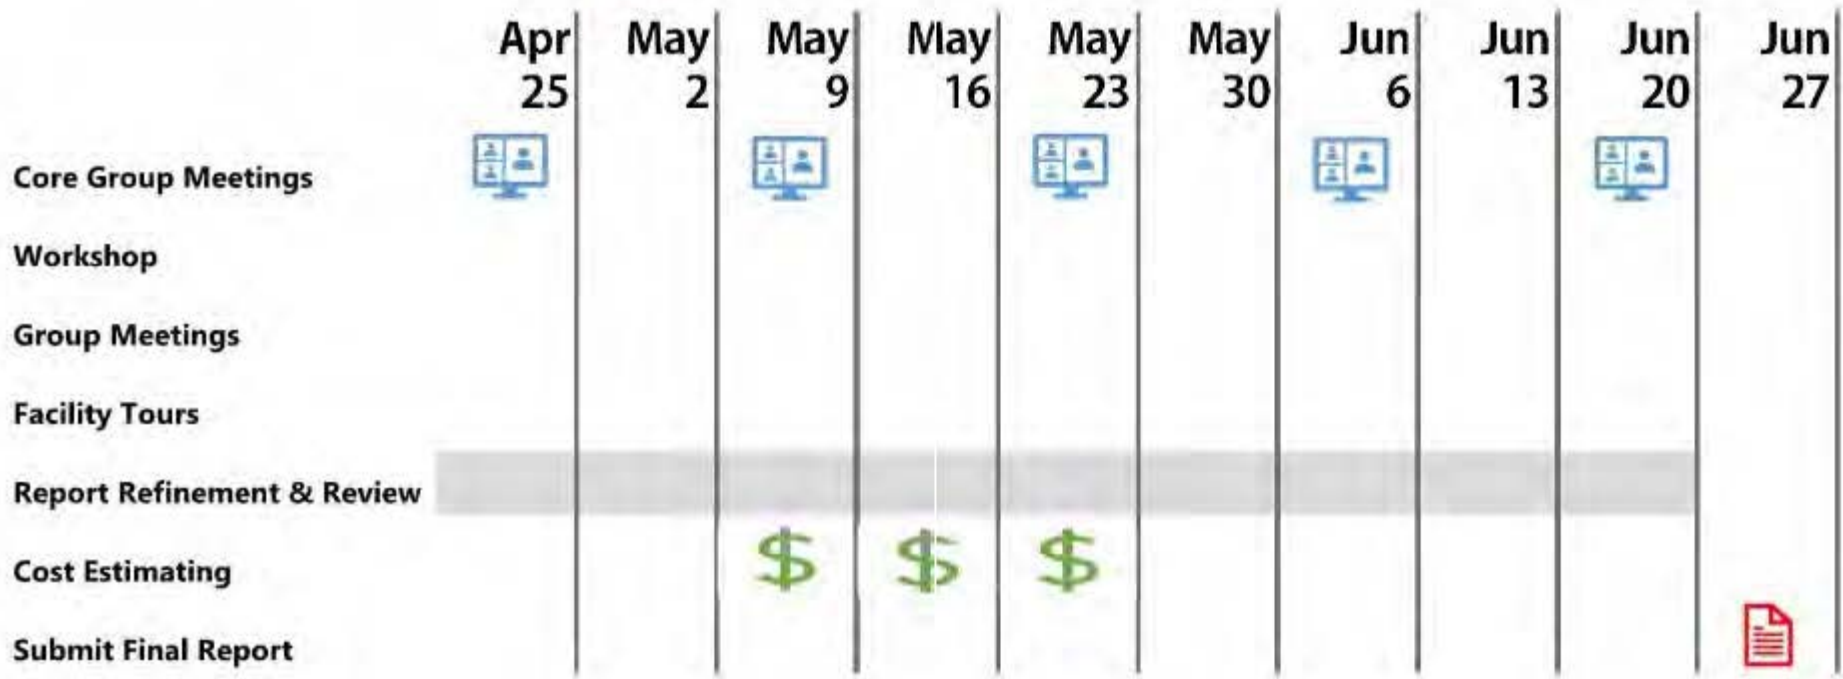 Apr May May May May May Jun Jun Jun Jun
25 2 9 16 23 30 6 13 20 27
Core Group Meetings
Workshop
Group Meetings
Facility Tours
Report Refinement & Review
Cost Estimating
$ $ $
Submit Final Report